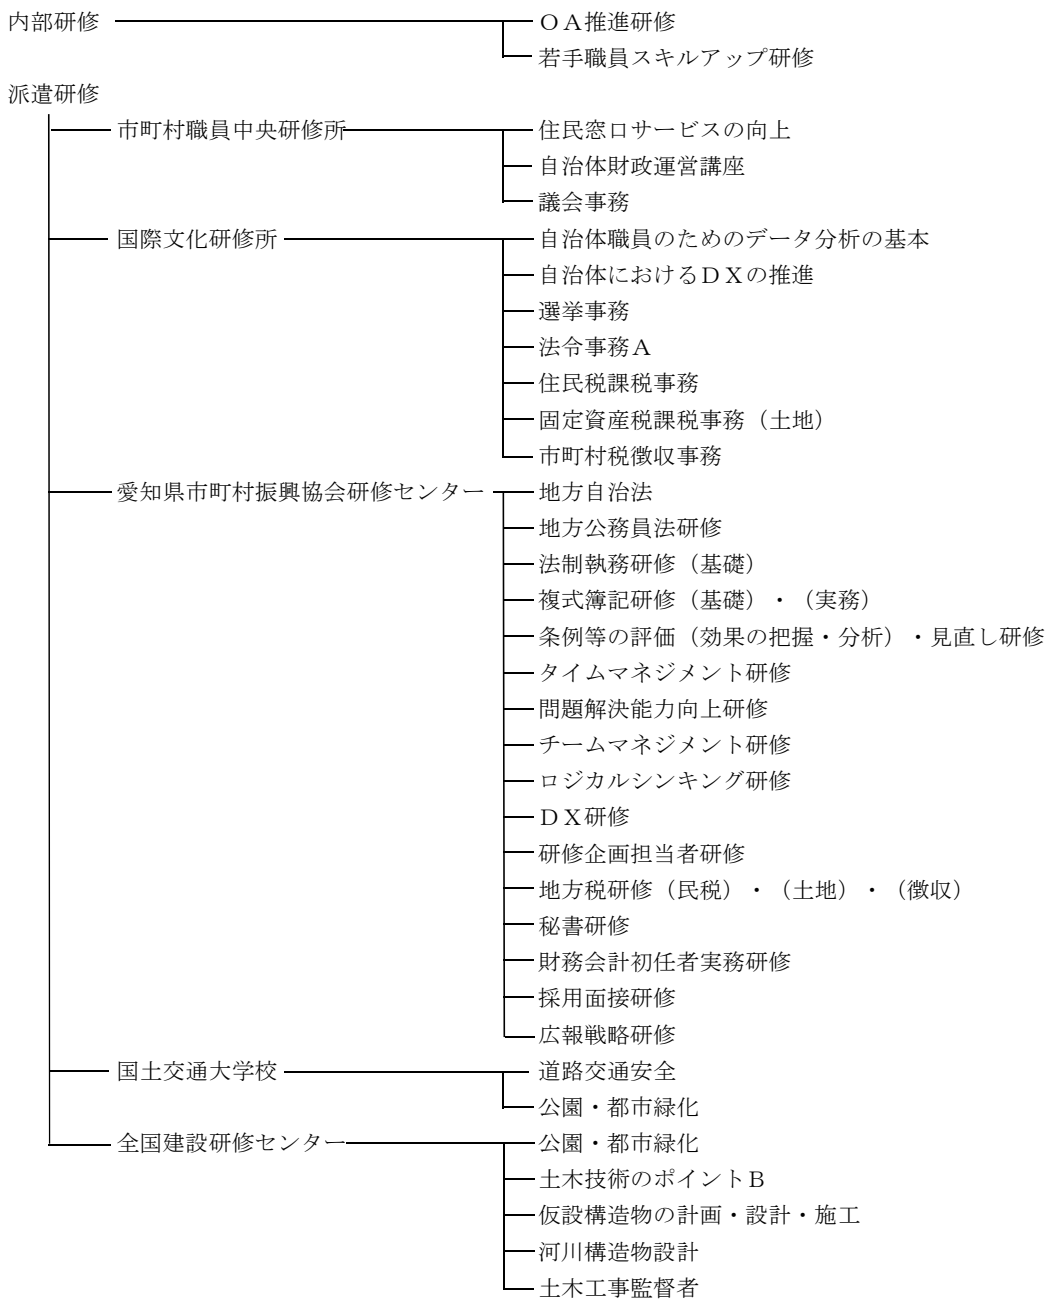 内部研修 ＯＡ推進研修
若手職員スキルアップ研修
派遣研修
市町村職員中央研修所 住民窓口サービスの向上
自治体財政運営講座
議会事務
国際文化研修所 自治体職員のためのデータ分析の基本
自治体におけるＤＸの推進
選挙事務
法令事務Ａ
住民税課税事務
固定資産税課税事務（土地）
市町村税徴収事務
愛知県市町村振興協会研修センター 地方自治法
地方公務員法研修
法制執務研修（基礎）
複式簿記研修（基礎）・（実務）
条例等の評価（効果の把握・分析）・見直し研修
タイムマネジメント研修
問題解決能力向上研修
チームマネジメント研修
ロジカルシンキング研修
ＤＸ研修
研修企画担当者研修
地方税研修（民税）・（土地）・（徴収）
秘書研修
財務会計初任者実務研修
採用面接研修
広報戦略研修
国土交通大学校 道路交通安全
公園・都市緑化
全国建設研修センター 公園・都市緑化
土木技術のポイントＢ
仮設構造物の計画・設計・施工
河川構造物設計
土木工事監督者